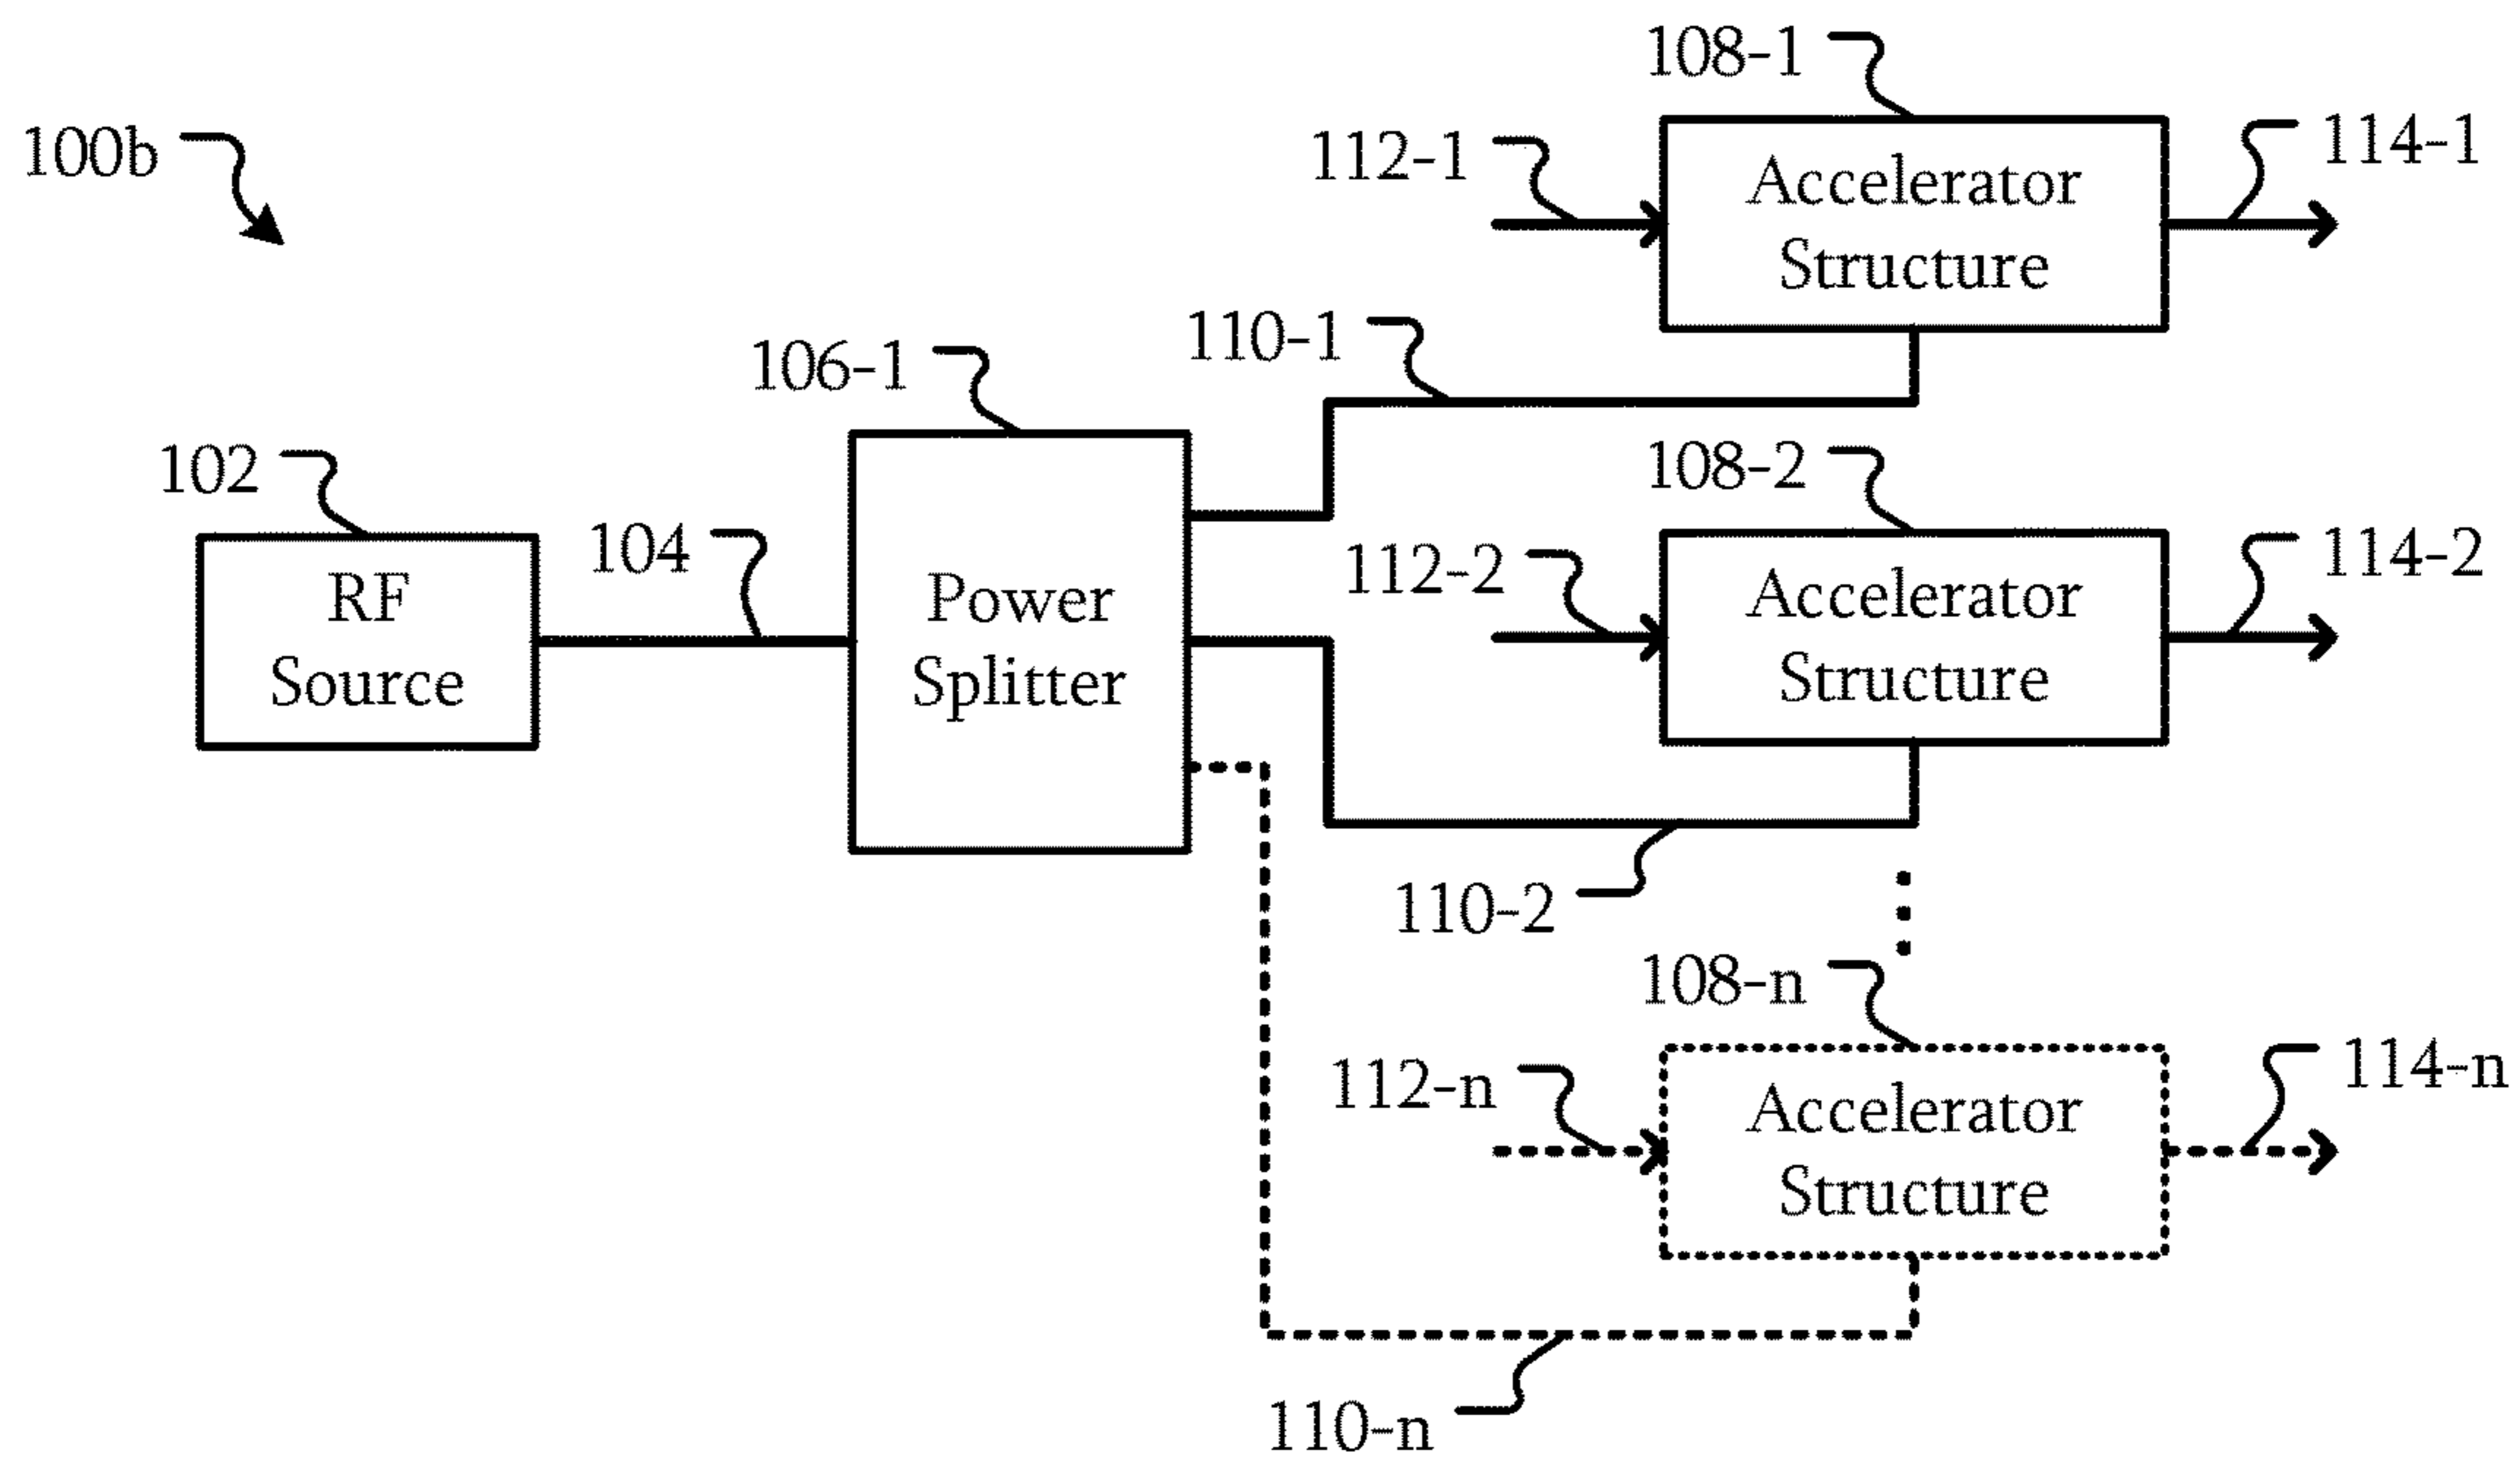 108-1
100b
112-1
114-1
Accelerator
Structure
110-1
106-1
102
104
108-2
112-2
114-2
RF
Source
Power
Splitter
Accelerator
Structure
110-2
108-n
112-n
114-n
Accelerator
Structure
110-n